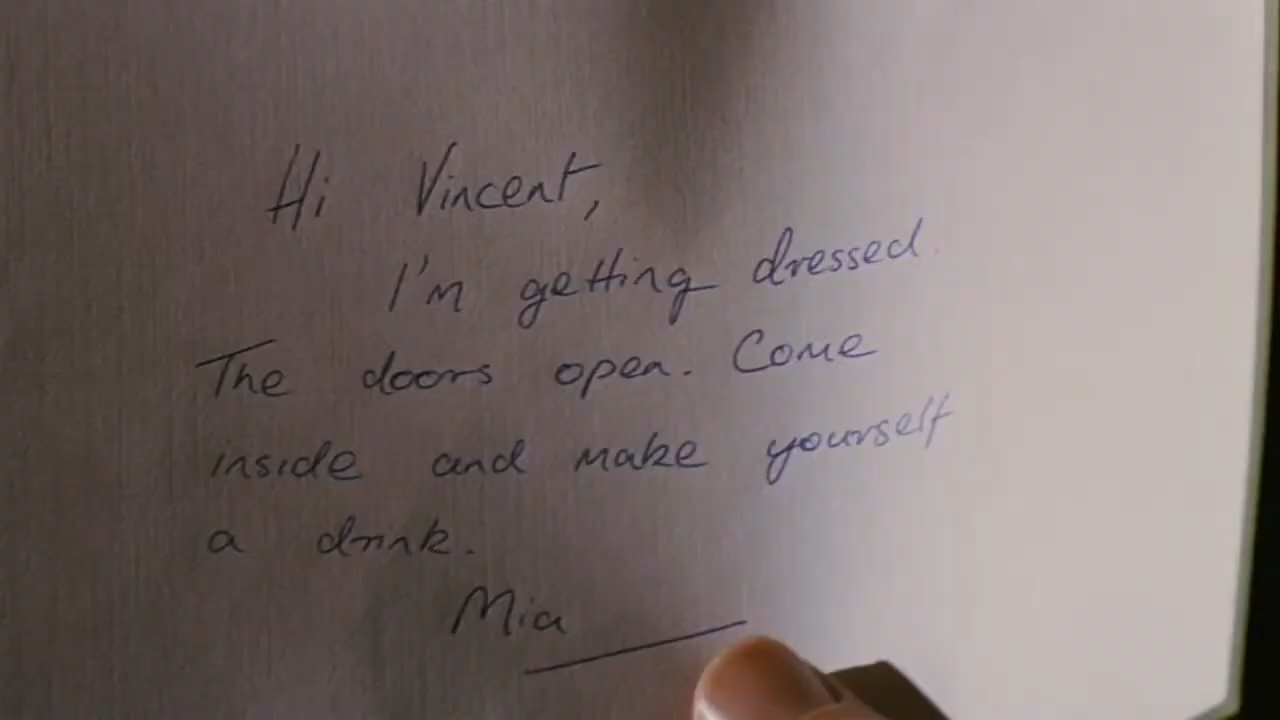 Hi Vincent,
I'm getting dressed.
The doors open. Come
inside and make yourself
a drink.
Mia